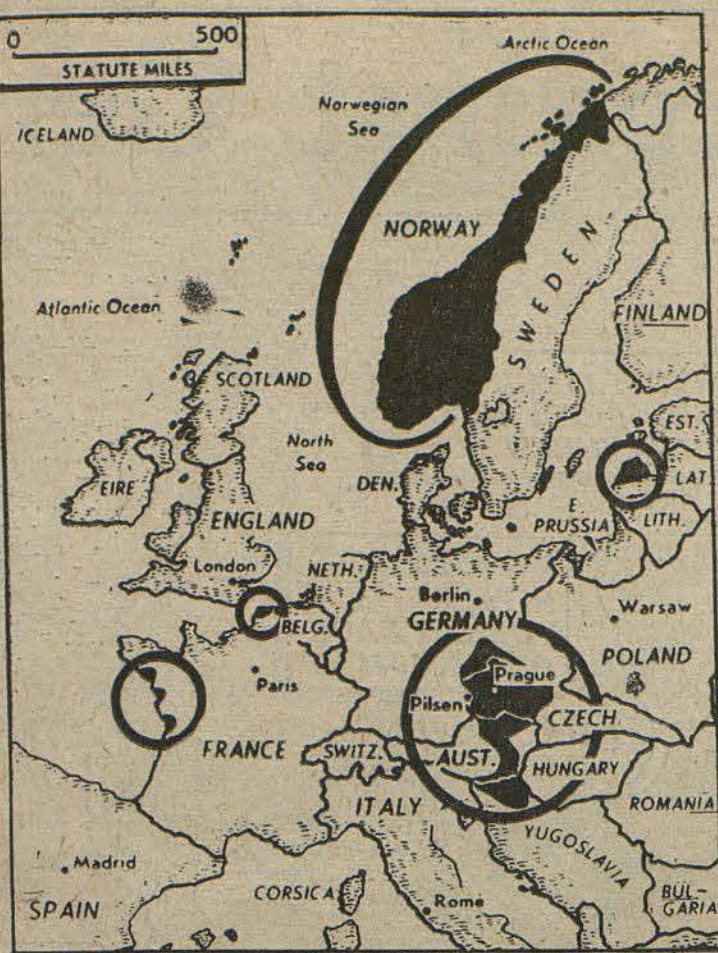 0 500
STATUTE MILES
Arctic Ocean
ICELAND
Norwegian
Sea
NORWAY
SWEDEN
Atlantic Ocean
FINLAND
SCOTLAND
North
Sea
EST.
DEN.
LAT.
EIRE
ENGLAND
E.
PRUSSIA
LITH.
London
NETH.
Berlin
GERMANY
Warsaw
BELG.
POLAND
Paris
Prague
Pilsen
CZECH.
FRANCE
SWITZ.
AUST.
HUNGARY
ITALY
ROMANIA
YUGOSLAVIA
Madrid
CORSICA
Rome
BUL-
GARIA
SPAIN